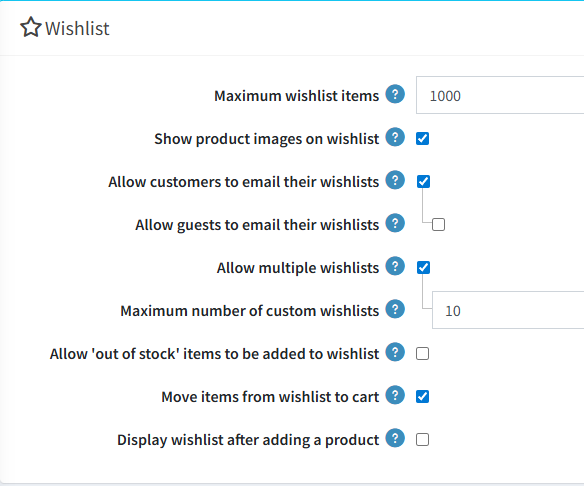 Wishlist
Maximum wishlist items ? 1000
Show product images on wishlist ?
Allow customers to email their wishlists ?
Allow guests to email their wishlists ?
Allow multiple wishlists ?
Maximum number of custom wishlists ? 10
Allow 'out of stock' items to be added to wishlist ?
Move items from wishlist to cart ?
Display wishlist after adding a product ?